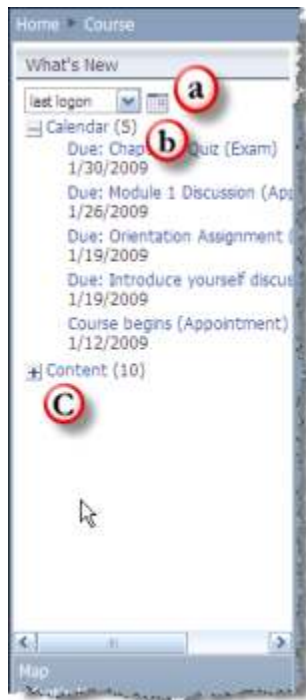 Home Course
What's New
last logon
a
Calendar (5)
b
Due: Chap Quiz (Exam)
1/30/2009
Due: Module 1 Discussion (Ap
1/26/2009
Due: Orientation Assignment (
1/19/2009
Due: Introduce yourself discus
1/19/2009
Course begins (Appointment)
1/12/2009
Content (10)
C
Map